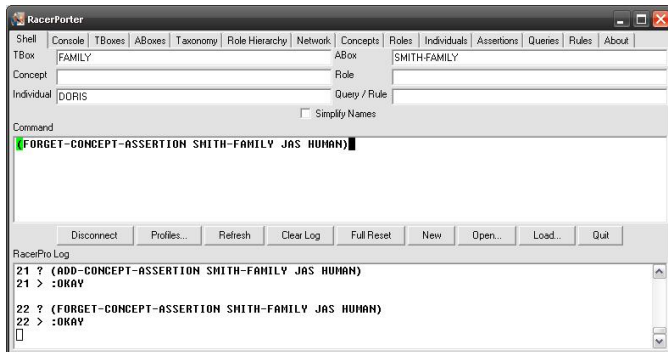 RacerPorter
Shell Console TBoxes ABoxes Taxonomy Role Hierarchy Network Concepts Roles Individuals Assertions Queries Rules About
TBox FAMILY ABox SMITH-FAMILY
Concept Role
Individual DORIS Query / Rule
Simplify Names
Command
(FORGET-CONCEPT-ASSERTION SMITH-FAMILY JAS HUMAN)
Disconnect Profiles... Refresh Clear Log Full Reset New Open... Load... Quit
RacerPro Log
21 ? (ADD-CONCEPT-ASSERTION SMITH-FAMILY JAS HUMAN)
21 > :OKAY
22 ? (FORGET-CONCEPT-ASSERTION SMITH-FAMILY JAS HUMAN)
22 > :OKAY